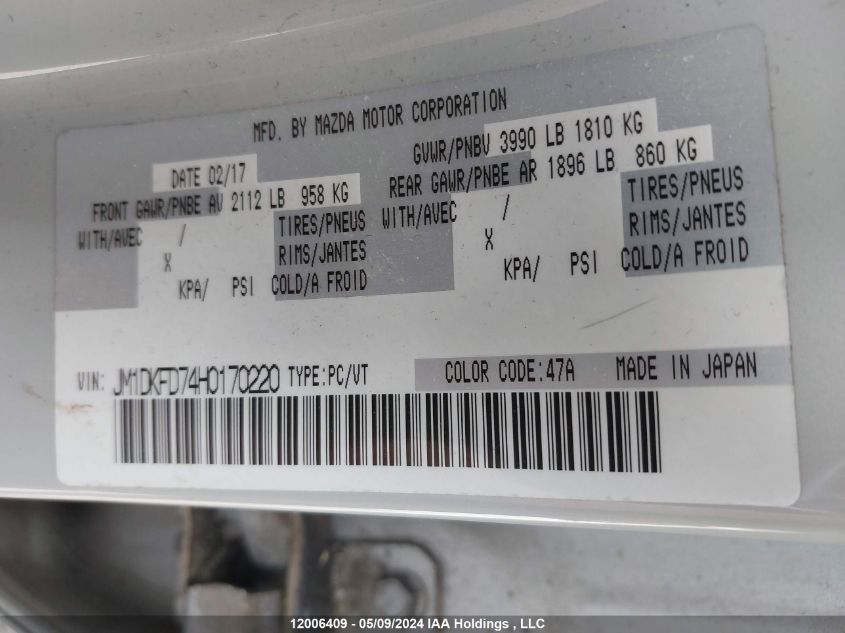 MFD. BY MAZDA MOTOR CORPORATION
DATE 02/17
GVWR/PNBV 3990 LB 1810 KG
FRONT GAWR/PNBE AV 2112 LB 958 KG
REAR GAWR/PNBE AR 1896 LB 860 KG
WITH/AVEC / TIRES/PNEUS
WITH/AVEC / TIRES/PNEUS
X RIMS/JANTES
X RIMS/JANTES
KPA/ PSI COLD/A FROID
KPA/ PSI COLD/A FROID
VIN: JM1DKFD74H0170220 TYPE:PC/VT
COLOR CODE:47A MADE IN JAPAN
12006409 - 05/09/2024 IAA Holdings , LLC